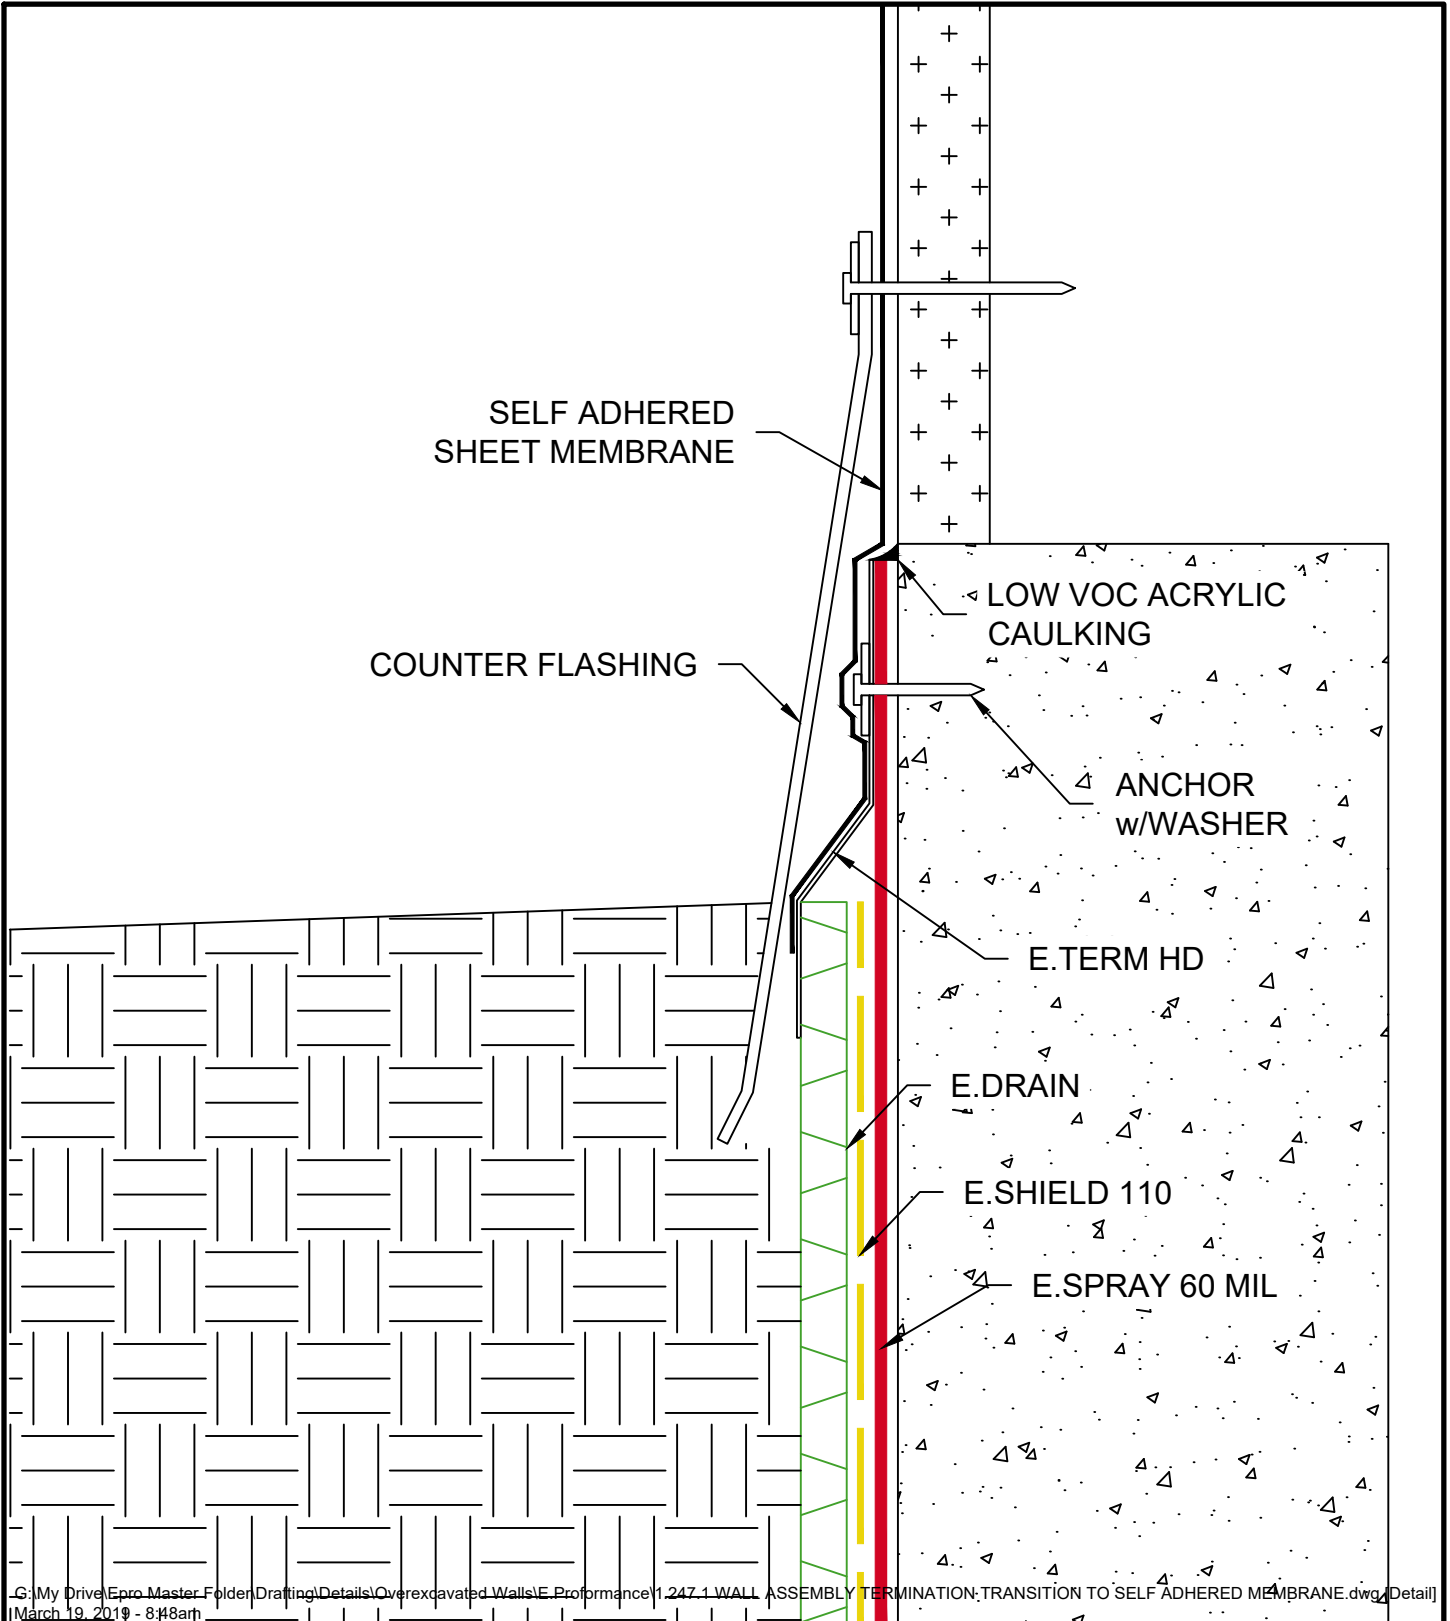 SELF ADHERED
SHEET MEMBRANE
LOW VOC ACRYLIC
CAULKING
COUNTER FLASHING
ANCHOR
w/WASHER
E.TERM HD
E.DRAIN
E.SHIELD 110
E.SPRAY 60 MIL
G:\My Drive\Epro Master Folder\Drafting\Details\Overexcavated Walls\E.Proformance\1.247.1 WALL ASSEMBLY TERMINATION-TRANSITION TO SELF ADHERED MEMBRANE.dwg [Detail]
March 19, 2019 - 8:48am